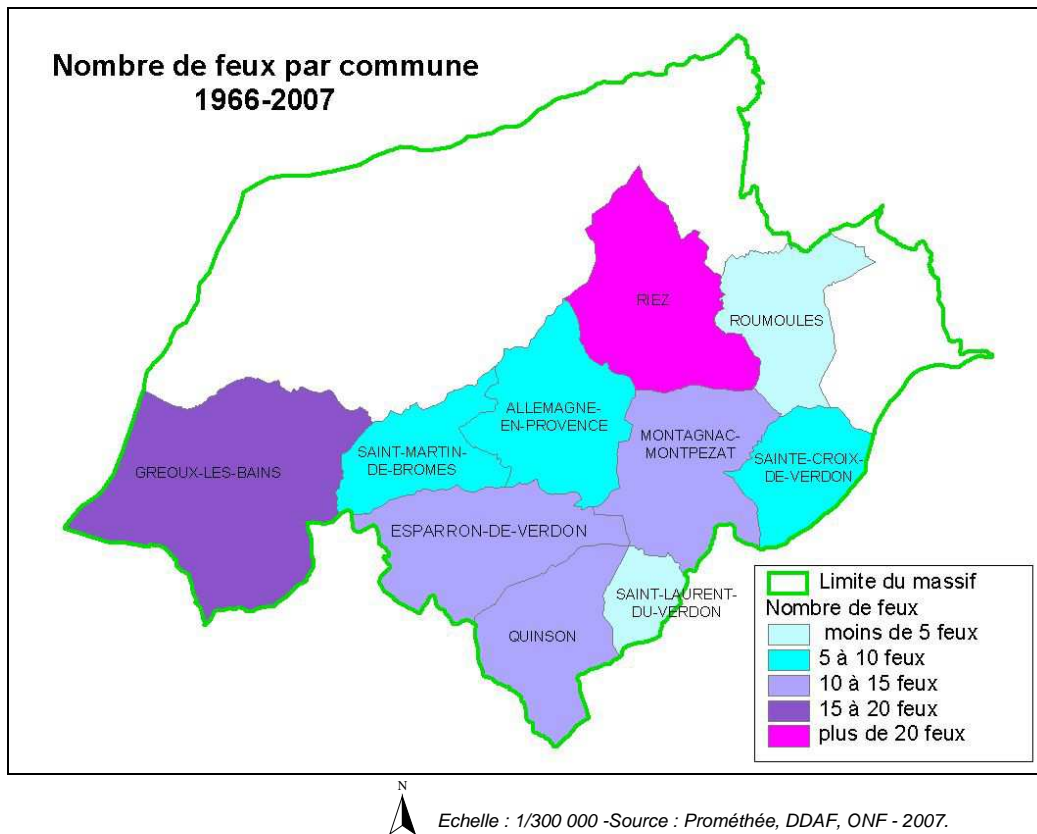 Nombre de feux par commune
1966-2007
RIEZ
ROUMOULES
ALLEMAGNE-
EN-PROVENCE
MONTAGNAC-
MONTPEZAT
SAINT-MARTIN-
DE-BROMES
SAINTE-CROIX-
DE-VERDON
GREOUX-LES-BAINS
ESPARRON-DE-VERDON
SAINT-LAURENT-
DU-VERDON
QUINSON
Limite du massif
Nombre de feux
moins de 5 feux
5 à 10 feux
10 à 15 feux
15 à 20 feux
plus de 20 feux
N
Echelle : 1/300 000 -Source : Prométhée, DDAF, ONF - 2007.